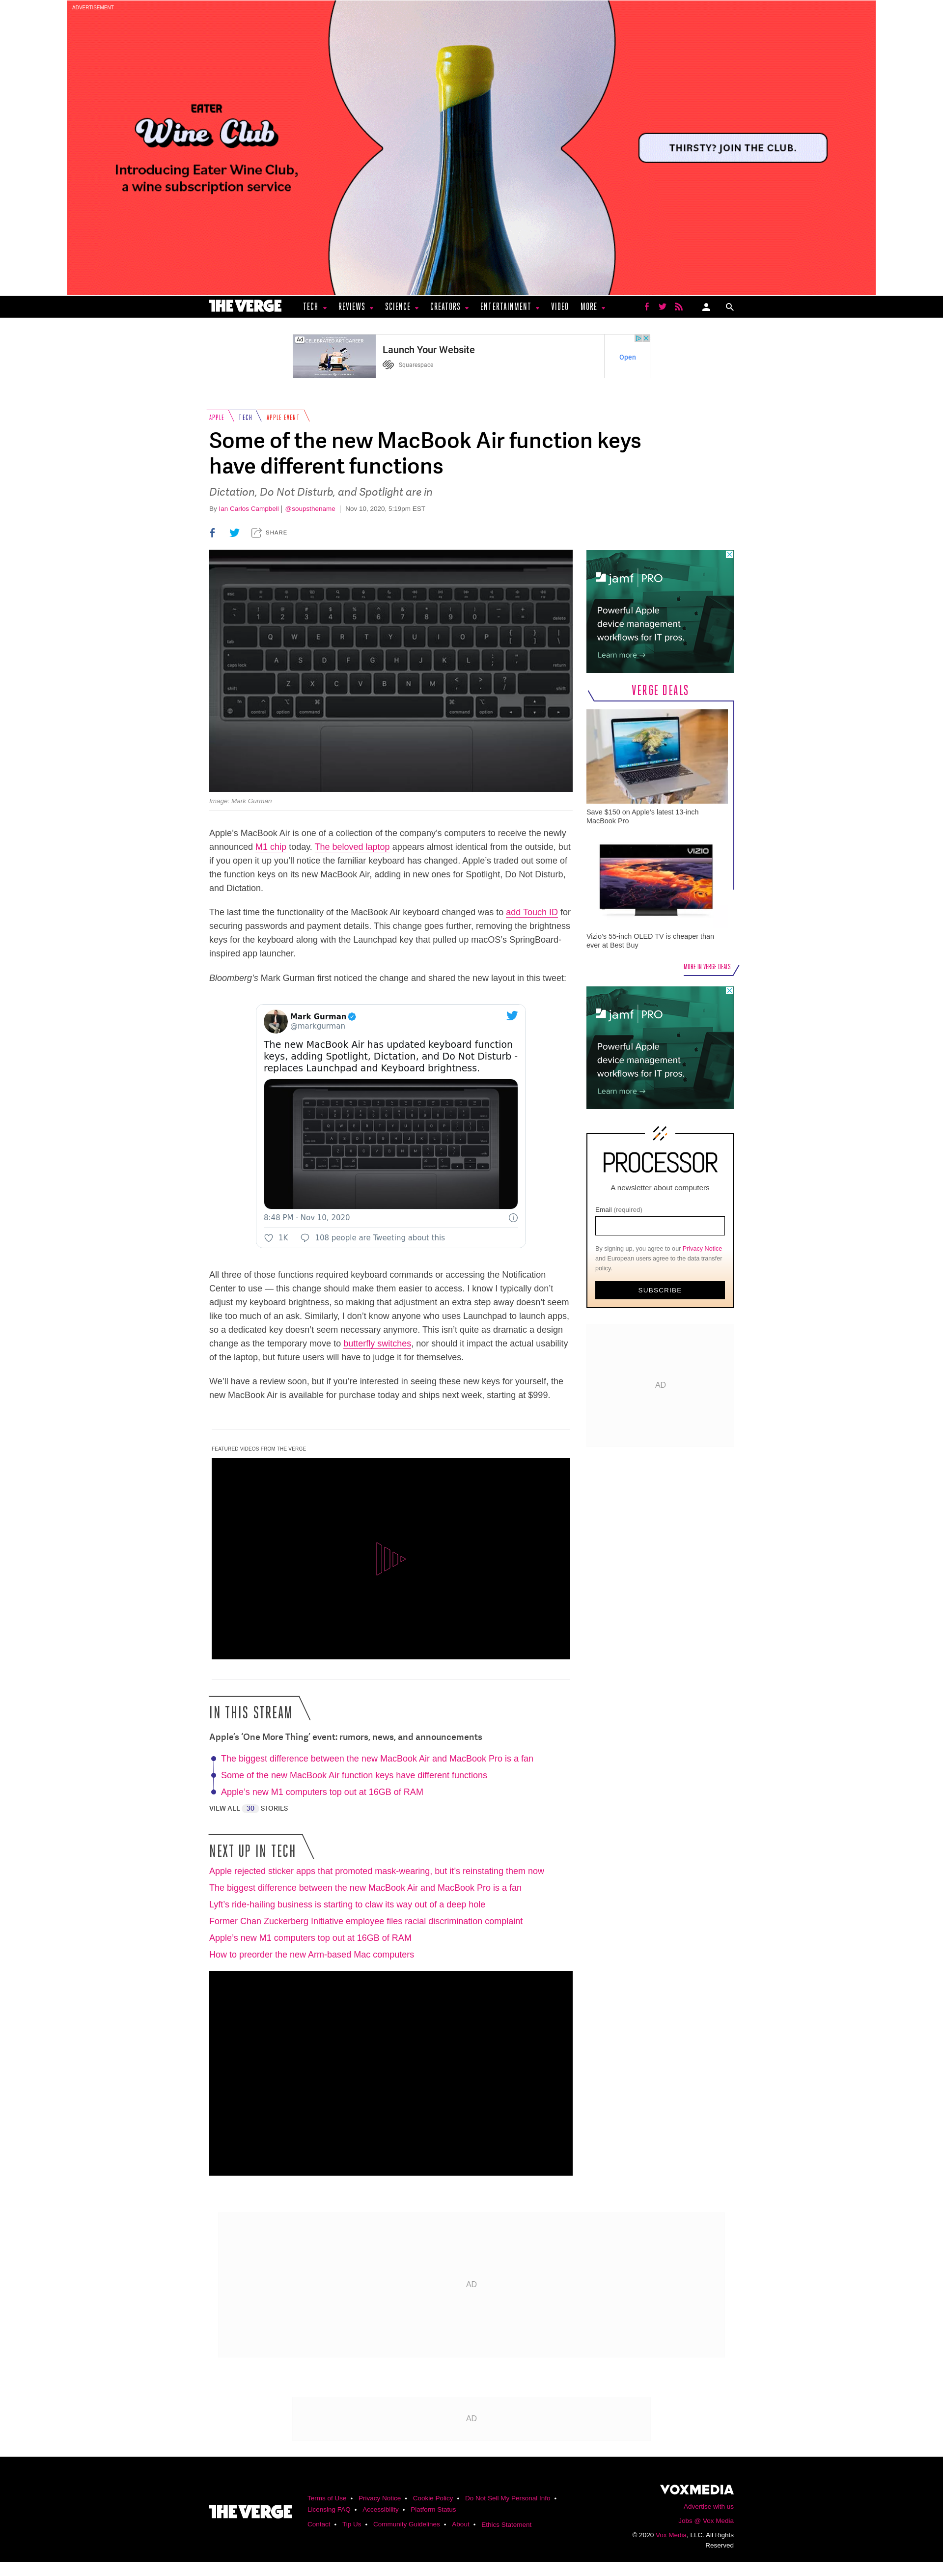 ADVERTISEMENT
EATER
Wine Club
Introducing Eater Wine Club,
a wine subscription service
THIRSTY? JOIN THE CLUB.
THE VERGE
TECH
REVIEWS
SCIENCE
CREATORS
ENTERTAINMENT
VIDEO
MORE
Ad
CELEBRATED ART CAREER
Launch Your Website
Squarespace
Open
APPLE
TECH
APPLE EVENT
Some of the new MacBook Air function keys
have different functions
Dictation, Do Not Disturb, and Spotlight are in
By Ian Carlos Campbell | @soupsthename | Nov 10, 2020, 5:19pm EST
SHARE
esc
delete
tab
Q W E R T Y U I O P
caps lock
A S D F G H J K L
return
shift
Z X C V B N M
shift
control option command
command option
Image: Mark Gurman
Apple’s MacBook Air is one of a collection of the company’s computers to receive the newly
announced M1 chip today. The beloved laptop appears almost identical from the outside, but
if you open it up you’ll notice the familiar keyboard has changed. Apple’s traded out some of
the function keys on its new MacBook Air, adding in new ones for Spotlight, Do Not Disturb,
and Dictation.
The last time the functionality of the MacBook Air keyboard changed was to add Touch ID for
securing passwords and payment details. This change goes further, removing the brightness
keys for the keyboard along with the Launchpad key that pulled up macOS’s SpringBoard-
inspired app launcher.
Bloomberg’s Mark Gurman first noticed the change and shared the new layout in this tweet:
Mark Gurman
@markgurman
The new MacBook Air has updated keyboard function
keys, adding Spotlight, Dictation, and Do Not Disturb -
replaces Launchpad and Keyboard brightness.
8:48 PM · Nov 10, 2020
1K
108 people are Tweeting about this
All three of those functions required keyboard commands or accessing the Notification
Center to use — this change should make them easier to access. I know I typically don’t
adjust my keyboard brightness, so making that adjustment an extra step away doesn’t seem
like too much of an ask. Similarly, I don’t know anyone who uses Launchpad to launch apps,
so a dedicated key doesn’t seem necessary anymore. This isn’t quite as dramatic a design
change as the temporary move to butterfly switches, nor should it impact the actual usability
of the laptop, but future users will have to judge it for themselves.
We’ll have a review soon, but if you’re interested in seeing these new keys for yourself, the
new MacBook Air is available for purchase today and ships next week, starting at $999.
jamf PRO
Powerful Apple
device management
workflows for IT pros.
Learn more →
VERGE DEALS
Save $150 on Apple’s latest 13-inch
MacBook Pro
VIZIO
Vizio’s 55-inch OLED TV is cheaper than
ever at Best Buy
MORE IN VERGE DEALS
jamf PRO
Powerful Apple
device management
workflows for IT pros.
Learn more →
PROCESSOR
A newsletter about computers
Email (required)
By signing up, you agree to our Privacy Notice
and European users agree to the data transfer
policy.
SUBSCRIBE
AD
FEATURED VIDEOS FROM THE VERGE
IN THIS STREAM
Apple’s ‘One More Thing’ event: rumors, news, and announcements
The biggest difference between the new MacBook Air and MacBook Pro is a fan
Some of the new MacBook Air function keys have different functions
Apple’s new M1 computers top out at 16GB of RAM
VIEW ALL 30 STORIES
NEXT UP IN TECH
Apple rejected sticker apps that promoted mask-wearing, but it’s reinstating them now
The biggest difference between the new MacBook Air and MacBook Pro is a fan
Lyft’s ride-hailing business is starting to claw its way out of a deep hole
Former Chan Zuckerberg Initiative employee files racial discrimination complaint
Apple’s new M1 computers top out at 16GB of RAM
How to preorder the new Arm-based Mac computers
AD
AD
THE VERGE
Terms of Use • Privacy Notice • Cookie Policy • Do Not Sell My Personal Info •
Licensing FAQ • Accessibility • Platform Status
Contact • Tip Us • Community Guidelines • About • Ethics Statement
VOXMEDIA
Advertise with us
Jobs @ Vox Media
© 2020 Vox Media, LLC. All Rights
Reserved